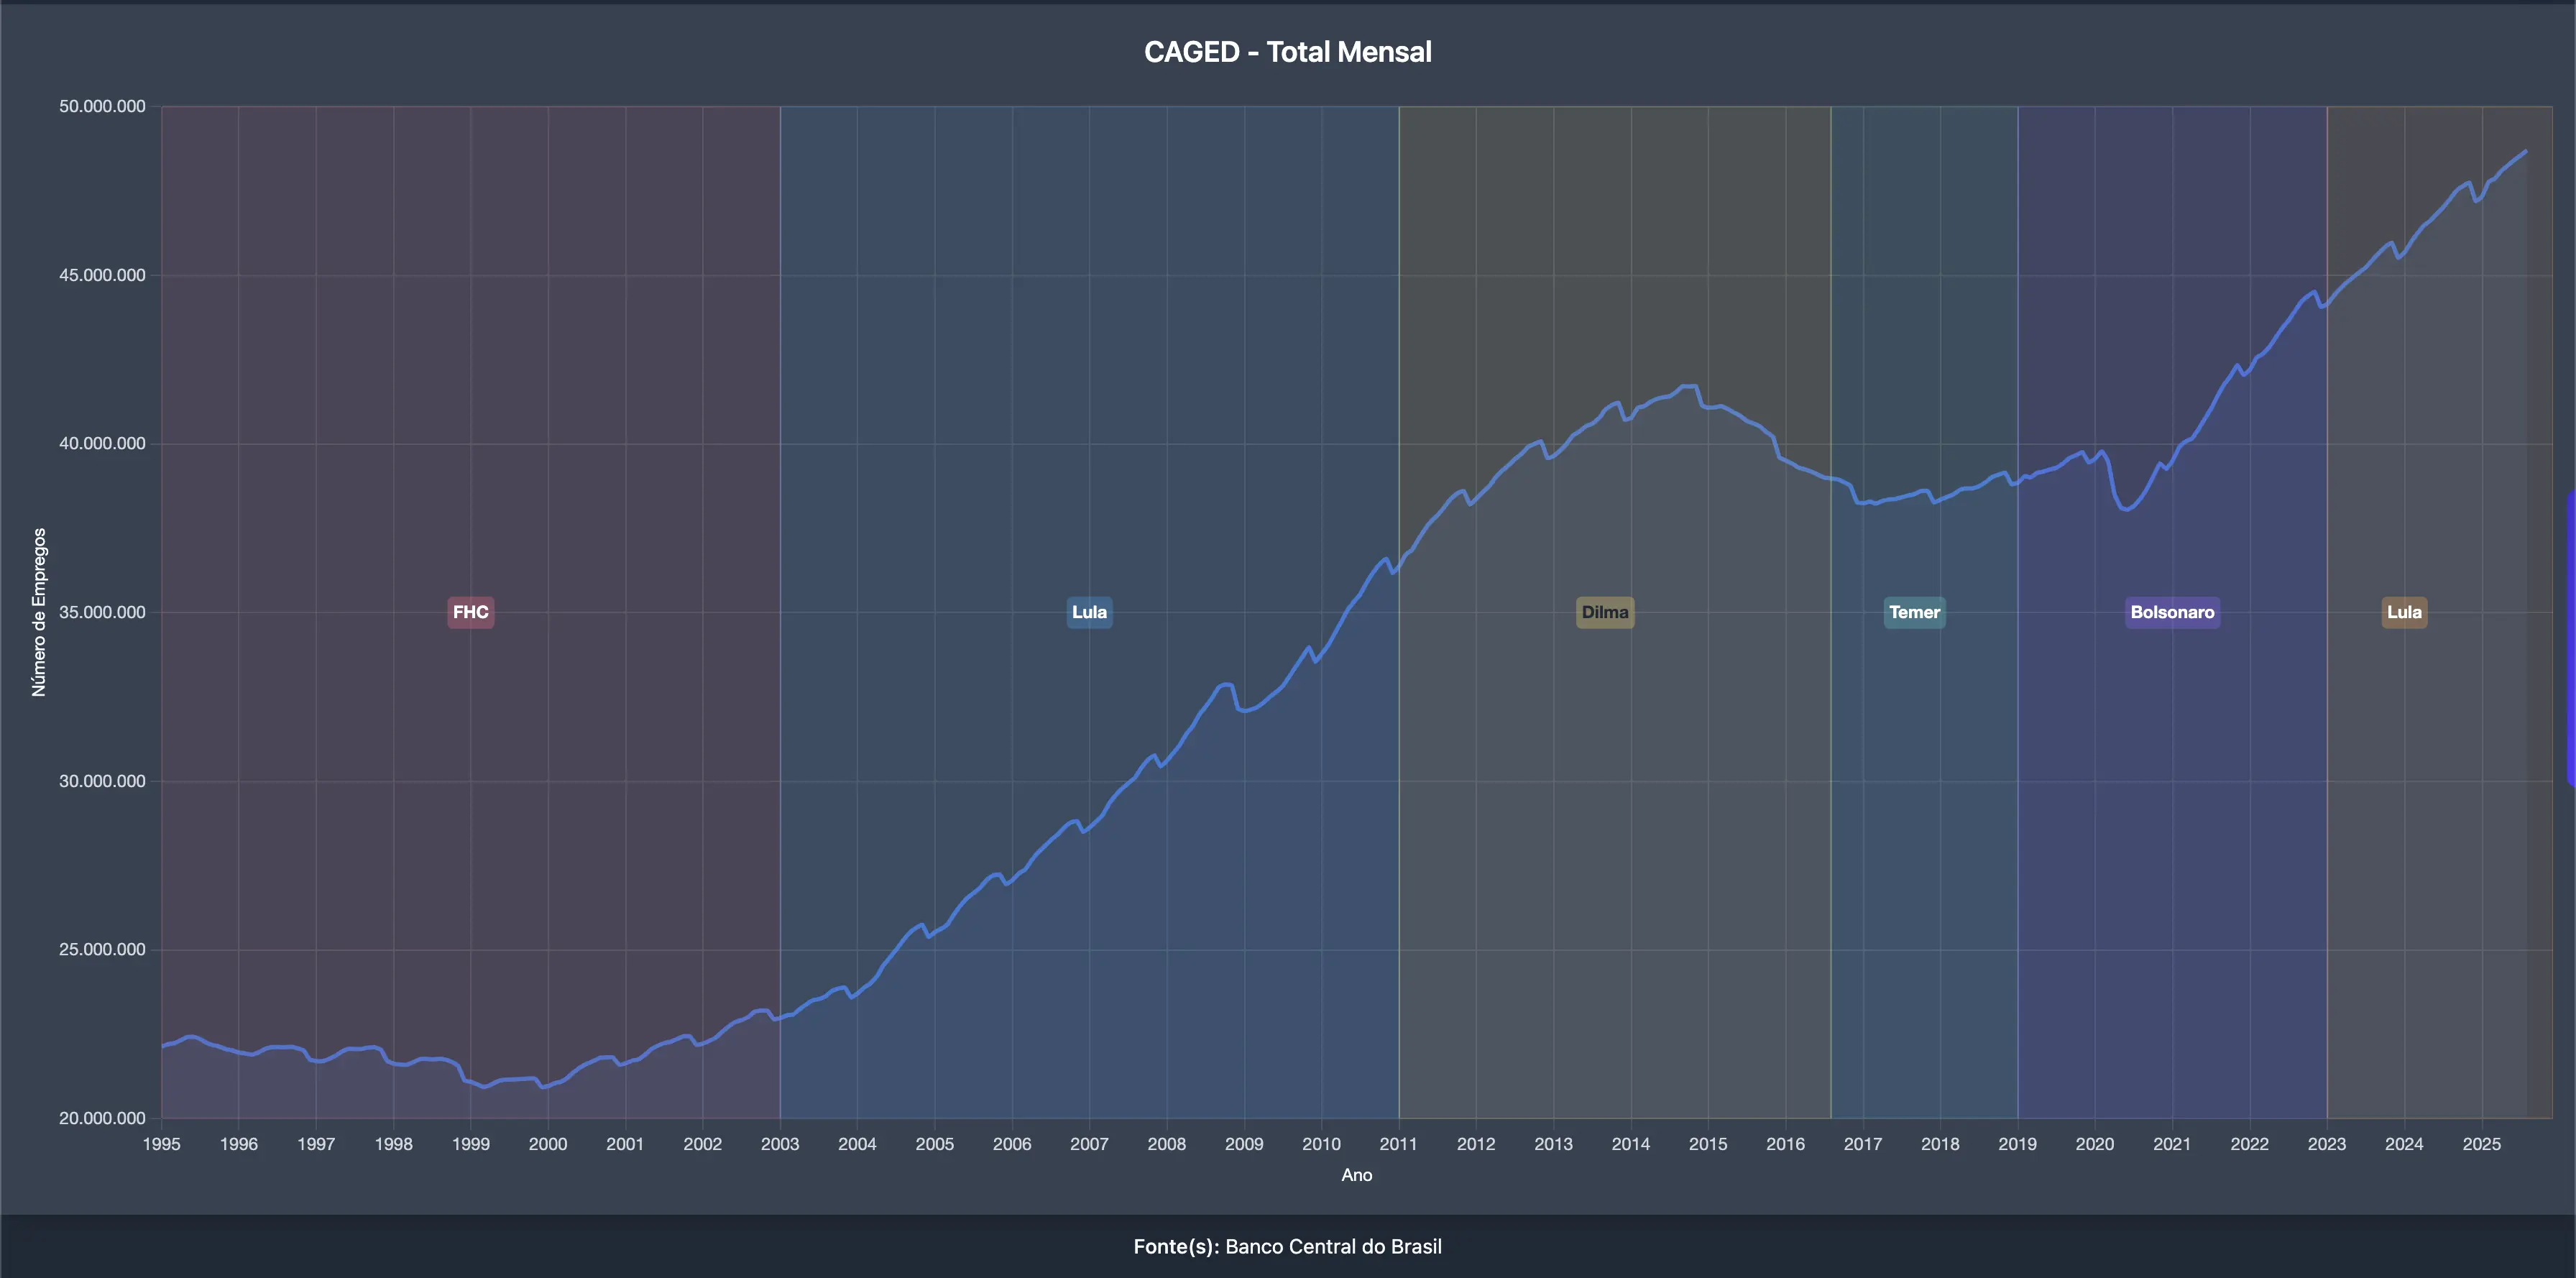 CAGED - Total Mensal
50.000.000
45.000.000
40.000.000
35.000.000
30.000.000
25.000.000
20.000.000
Número de Empregos
FHC
Lula
Dilma
Temer
Bolsonaro
Lula
1995 1996 1997 1998 1999 2000 2001 2002 2003 2004 2005 2006 2007 2008 2009 2010 2011 2012 2013 2014 2015 2016 2017 2018 2019 2020 2021 2022 2023 2024 2025
Ano
Fonte(s): Banco Central do Brasil